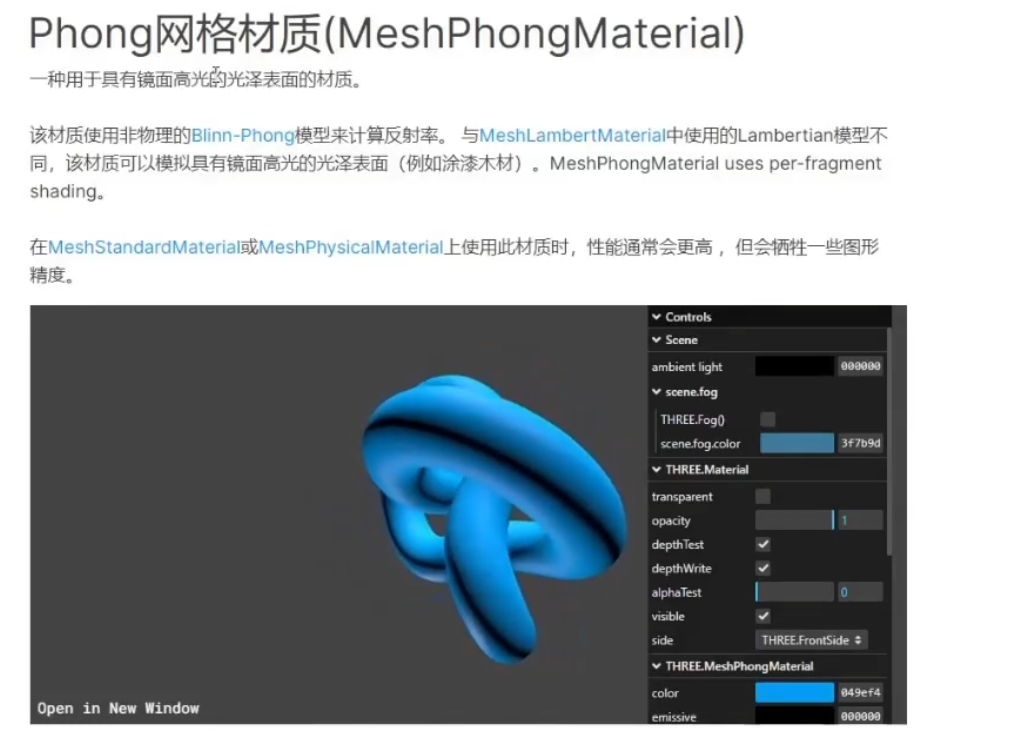 Phong网格材质(MeshPhongMaterial)
一种用于具有镜面高光的光泽表面的材质。
该材质使用非物理的Blinn-Phong模型来计算反射率。 与MeshLambertMaterial中使用的Lambertian模型不
同，该材质可以模拟具有镜面高光的光泽表面（例如涂漆木材）。MeshPhongMaterial uses per-fragment
shading。
在MeshStandardMaterial或MeshPhysicalMaterial上使用此材质时，性能通常会更高 ，但会牺牲一些图形
精度。
Controls
Scene
ambient light 000000
scene.fog
THREE.Fog()
scene.fog.color 3f7b9d
THREE.Material
transparent
opacity 1
depthTest
depthWrite
alphaTest 0
visible
side THREE.FrontSide
THREE.MeshPhongMaterial
color 049ef4
emissive 000000
Open in New Window